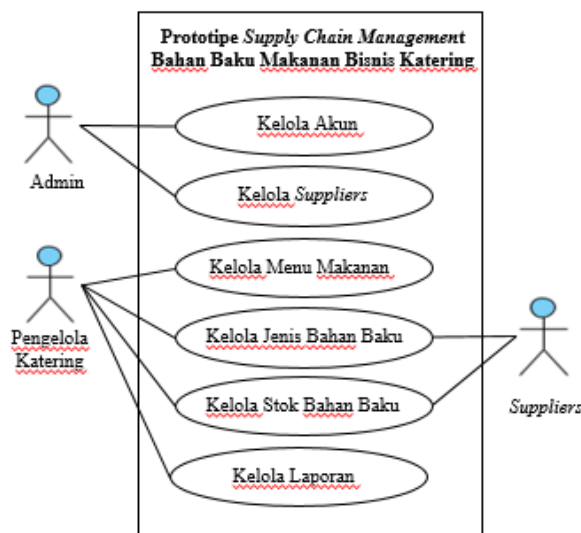 Prototipe Supply Chain Management
Bahan Baku Makanan Bisnis Katering
Kelola Akun
Admin
Kelola Suppliers
Kelola Menu Makanan
Pengelola
Katering
Kelola Jenis Bahan Baku
Kelola Stok Bahan Baku
Suppliers
Kelola Laporan